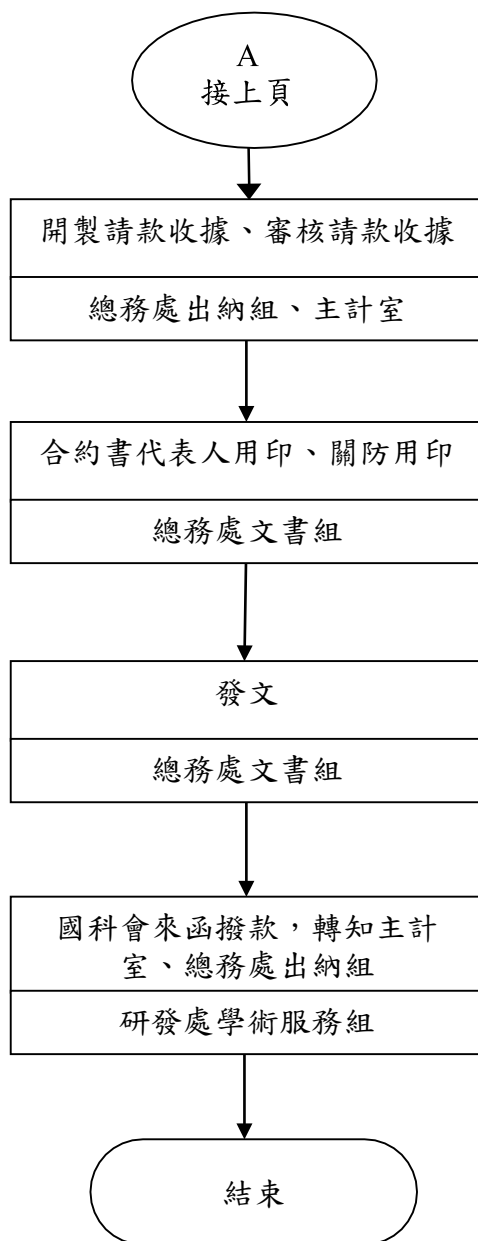 A
接上頁
開製請款收據、審核請款收據
總務處出納組、主計室
合約書代表人用印、關防用印
總務處文書組
發文
總務處文書組
國科會來函撥款，轉知主計
室、總務處出納組
研發處學術服務組
結束